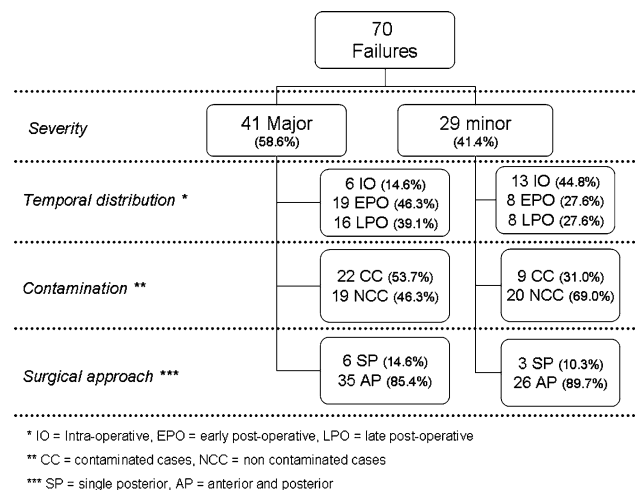 70
Failures
Severity
41 Major
(58.6%)
29 minor
(41.4%)
Temporal distribution *
6 IO (14.6%)
19 EPO (46.3%)
16 LPO (39.1%)
13 IO (44.8%)
8 EPO (27.6%)
8 LPO (27.6%)
Contamination **
22 CC (53.7%)
19 NCC (46.3%)
9 CC (31.0%)
20 NCC (69.0%)
Surgical approach ***
6 SP (14.6%)
35 AP (85.4%)
3 SP (10.3%)
26 AP (89.7%)
* IO = Intra-operative, EPO = early post-operative, LPO = late post-operative
** CC = contaminated cases, NCC = non contaminated cases
*** SP = single posterior, AP = anterior and posterior